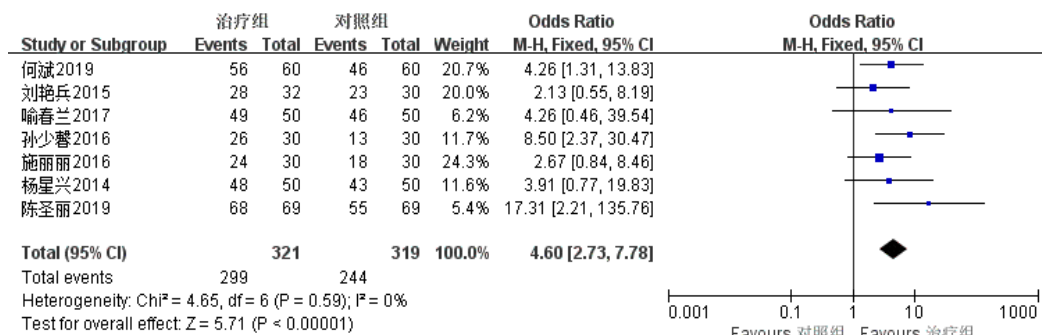 治疗组 对照组 Odds Ratio Odds Ratio
Study or Subgroup Events Total Events Total Weight M-H, Fixed, 95% CI M-H, Fixed, 95% CI
何斌2019 56 60 46 60 20.7% 4.26 [1.31, 13.83]
刘艳兵2015 28 32 23 30 20.0% 2.13 [0.55, 8.19]
喻春兰2017 49 50 46 50 6.2% 4.26 [0.46, 39.54]
孙少馨2016 26 30 13 30 11.7% 8.50 [2.37, 30.47]
施丽丽2016 24 30 18 30 24.3% 2.67 [0.84, 8.46]
杨星兴2014 48 50 43 50 11.6% 3.91 [0.77, 19.83]
陈圣丽2019 68 69 55 69 5.4% 17.31 [2.21, 135.76]
Total (95% CI) 321 319 100.0% 4.60 [2.73, 7.78]
Total events 299 244
Heterogeneity: Chi² = 4.65, df = 6 (P = 0.59); I² = 0%
Test for overall effect: Z = 5.71 (P < 0.00001)
0.001 0.1 1 10 1000
Favours 对照组 Favours 治疗组